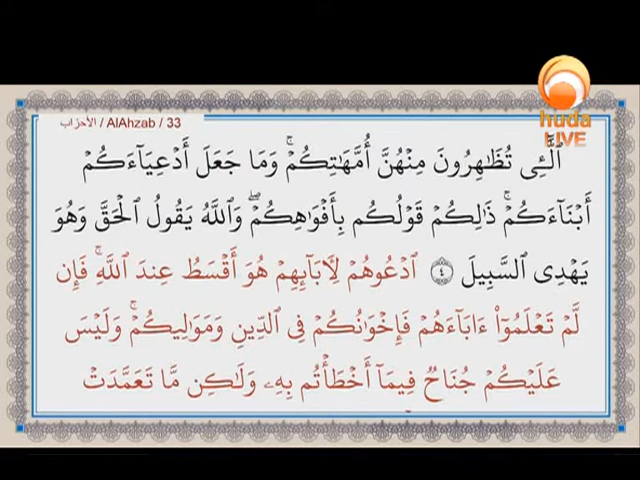 الأحزاب / AlAhzab / 33
huda
LIVE
ٱلَّٰٓـِٔى تُظَٰهِرُونَ مِنْهُنَّ أُمَّهَٰتِكُمْ ۚ وَمَا جَعَلَ أَدْعِيَآءَكُمْ
أَبْنَآءَكُمْ ۚ ذَٰلِكُمْ قَوْلُكُم بِأَفْوَٰهِكُمْ ۖ وَٱللَّهُ يَقُولُ ٱلْحَقَّ وَهُوَ
يَهْدِى ٱلسَّبِيلَ ٤ ٱدْعُوهُمْ لِءَابَآئِهِمْ هُوَ أَقْسَطُ عِندَ ٱللَّهِ ۚ فَإِن
لَّمْ تَعْلَمُوٓا۟ ءَابَآءَهُمْ فَإِخْوَٰنُكُمْ فِى ٱلدِّينِ وَمَوَٰلِيكُمْ ۚ وَلَيْسَ
عَلَيْكُمْ جُنَاحٌ فِيمَآ أَخْطَأْتُم بِهِۦ وَلَٰكِن مَّا تَعَمَّدَتْ